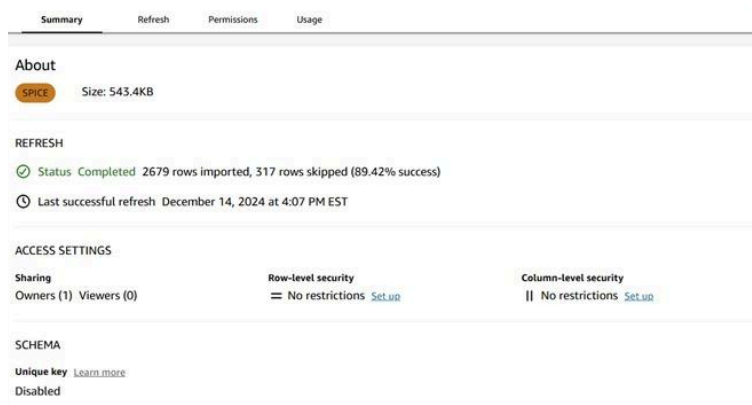 Summary Refresh Permissions Usage
About
SPICE Size: 543.4KB
REFRESH
Status Completed 2679 rows imported, 317 rows skipped (89.42% success)
Last successful refresh December 14, 2024 at 4:07 PM EST
ACCESS SETTINGS
Sharing Row-level security Column-level security
Owners (1) Viewers (0) No restrictions Set up No restrictions Set up
SCHEMA
Unique key Learn more
Disabled